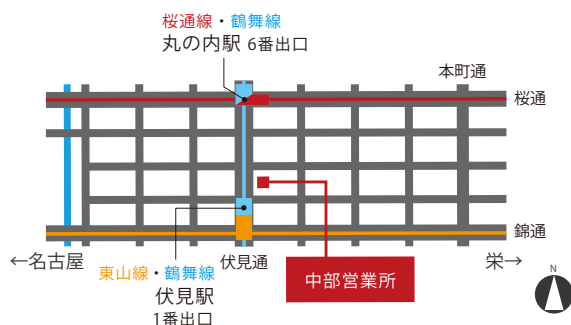 桜通線・鶴舞線
丸の内駅 6番出口
本町通
桜通
錦通
←名古屋
栄→
東山線・鶴舞線
伏見通
伏見駅
1番出口
中部営業所
N